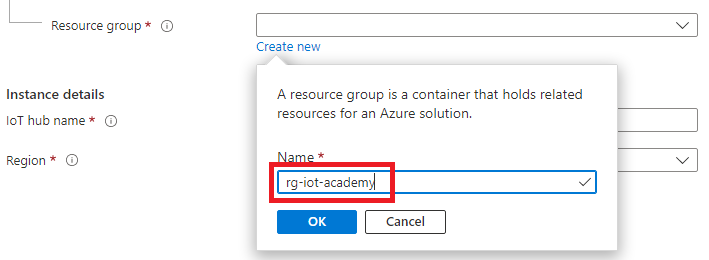 Resource group *
Create new
A resource group is a container that holds related
resources for an Azure solution.
Name *
rg-iot-academy
OK
Cancel
Instance details
IoT hub name *
Region *